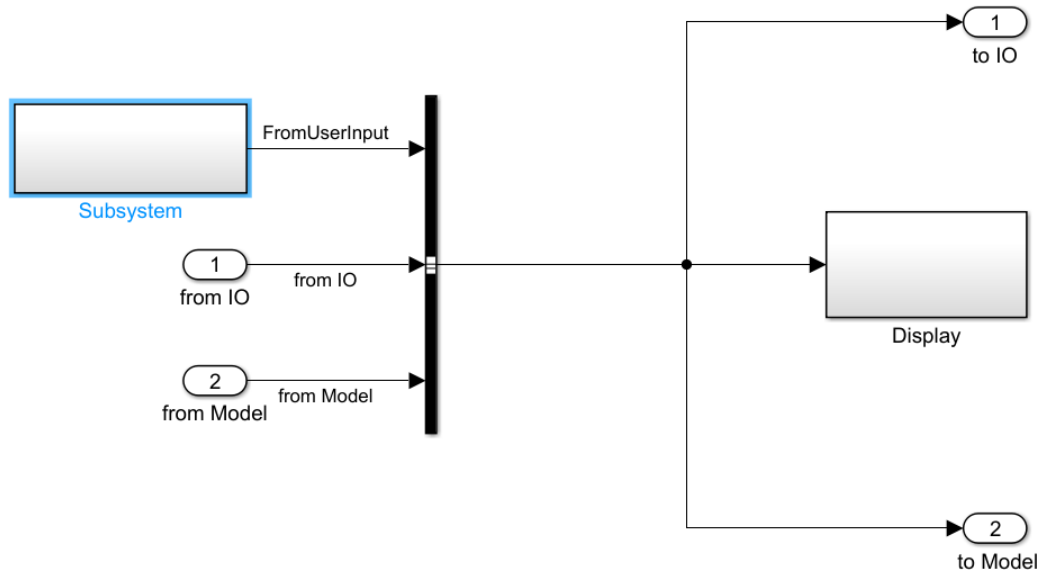 1
to IO
FromUserInput
Subsystem
1
from IO
from IO
Display
2
from Model
from Model
2
to Model